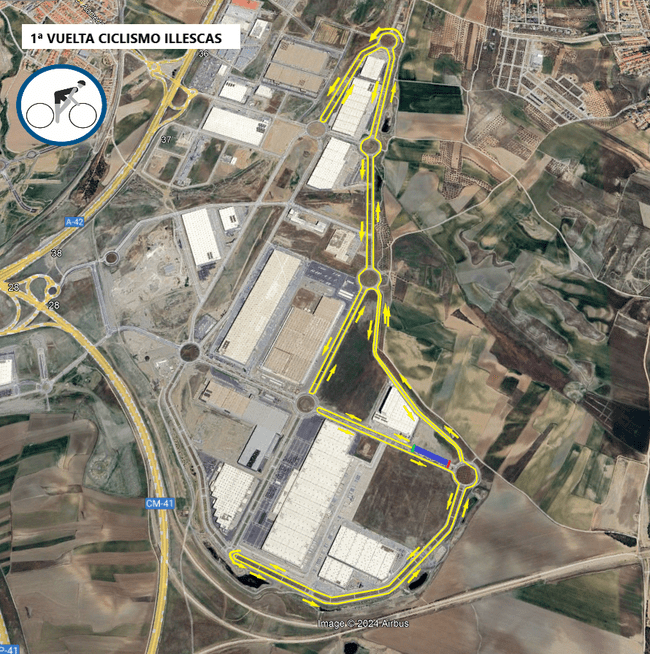 1ª VUELTA CICLISMO ILLESCAS
36
37
A-42
38
28
28
CM-41
Image © 2024 Airbus
P-41